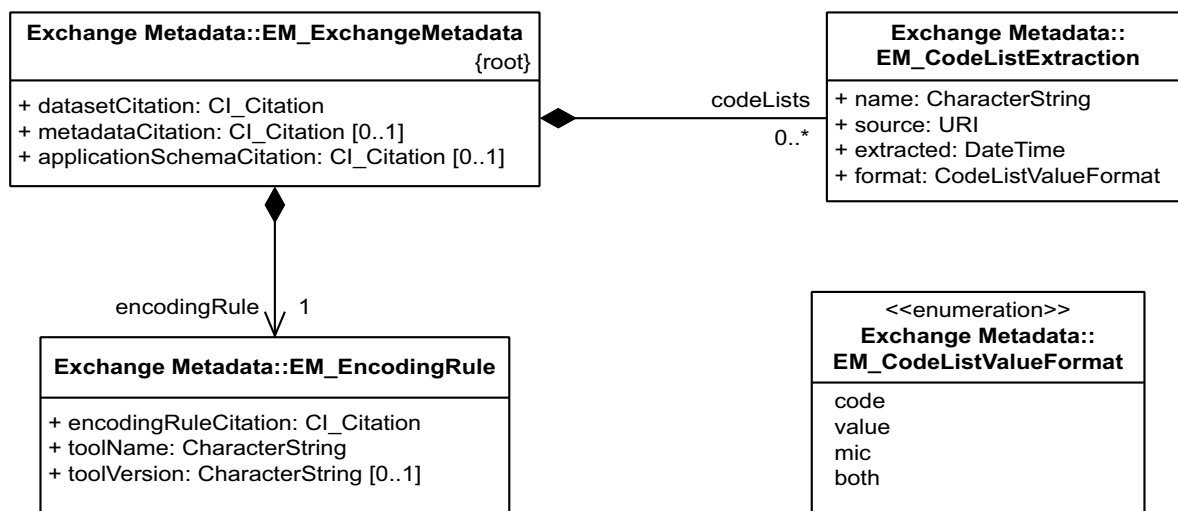 Exchange Metadata::EM_ExchangeMetadata
{root}
+ datasetCitation: CI_Citation
+ metadataCitation: CI_Citation [0..1]
+ applicationSchemaCitation: CI_Citation [0..1]
codeLists
0..*
Exchange Metadata::
EM_CodeListExtraction
+ name: CharacterString
+ source: URI
+ extracted: DateTime
+ format: CodeListValueFormat
encodingRule
1
Exchange Metadata::EM_EncodingRule
+ encodingRuleCitation: CI_Citation
+ toolName: CharacterString
+ toolVersion: CharacterString [0..1]
<<enumeration>>
Exchange Metadata::
EM_CodeListValueFormat
code
value
mic
both